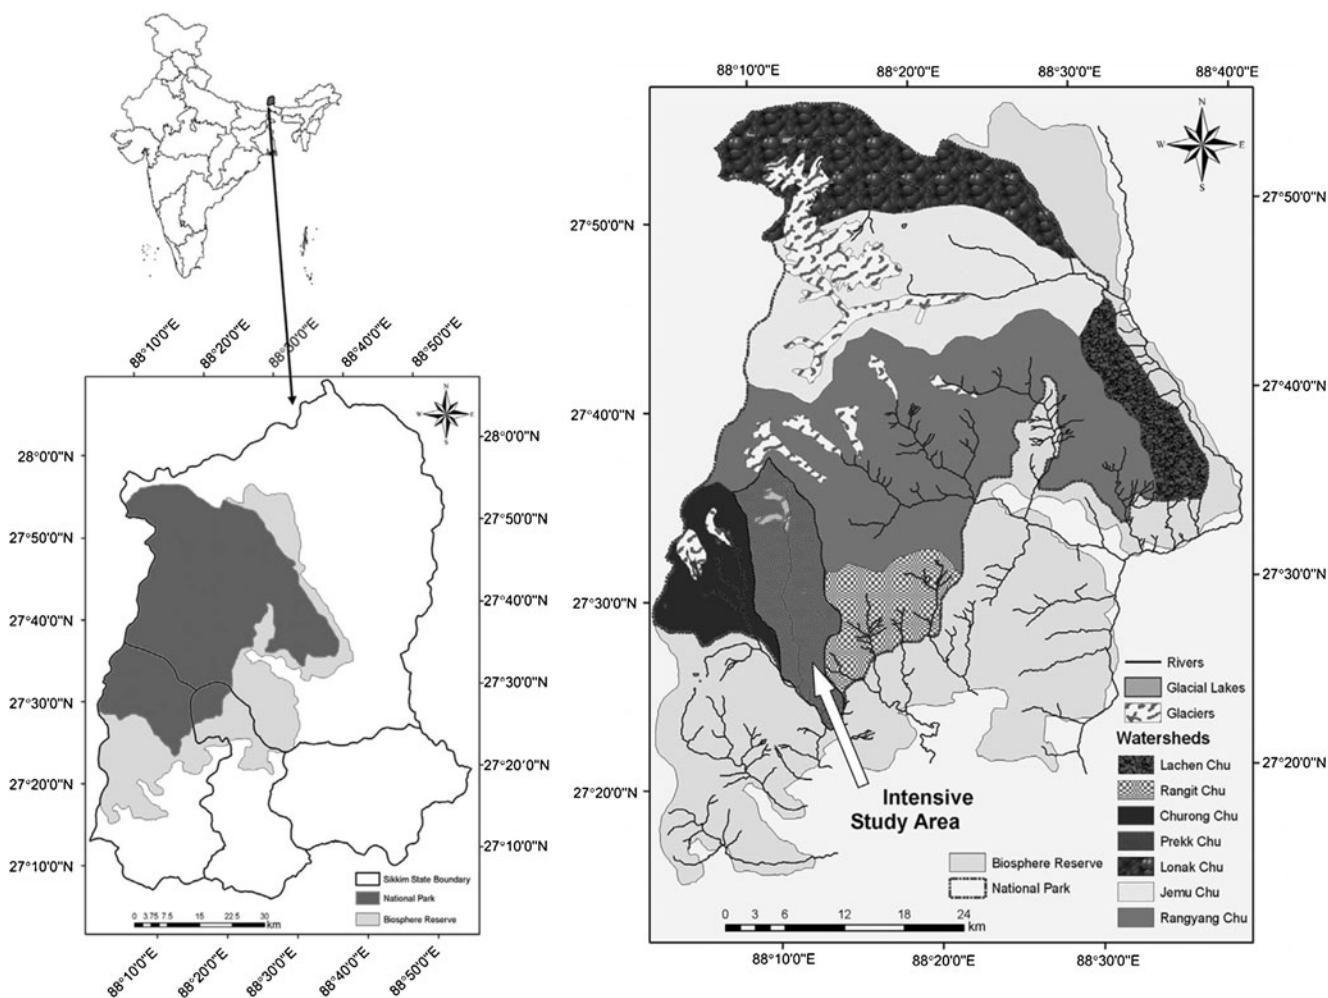 88°10'0"E
88°20'0"E
88°30'0"E
88°40'0"E
88°50'0"E
N
W
E
S
28°0'0"N
27°50'0"N
27°40'0"N
27°30'0"N
27°20'0"N
27°10'0"N
28°0'0"N
27°50'0"N
27°40'0"N
27°30'0"N
27°20'0"N
27°10'0"N
Sikkim State Boundary
National Park
Biosphere Reserve
0 3.75 7.5 15 22.5 30
km
88°10'0"E
88°20'0"E
88°30'0"E
88°40'0"E
88°50'0"E
88°10'0"E
88°20'0"E
88°30'0"E
88°40'0"E
N
W
E
S
27°50'0"N
27°40'0"N
27°30'0"N
27°20'0"N
27°50'0"N
27°40'0"N
27°30'0"N
27°20'0"N
Rivers
Glacial Lakes
Glaciers
Watersheds
Lachen Chu
Rangit Chu
Churong Chu
Prekk Chu
Lonak Chu
Jemu Chu
Rangyang Chu
Intensive
Study Area
Biosphere Reserve
National Park
0 3 6 12 18 24
km
88°10'0"E
88°20'0"E
88°30'0"E